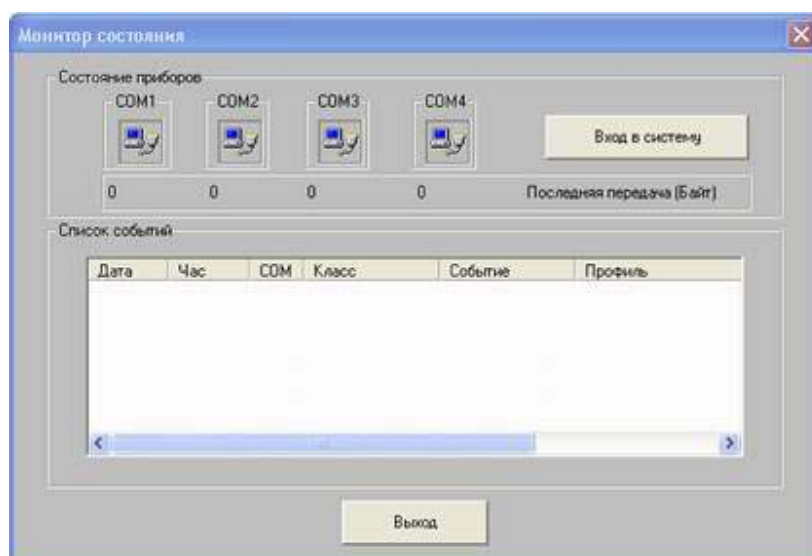 Монитор состояния
Состояние приборов
COM1 COM2 COM3 COM4
Вход в систему
0 0 0 0 Последняя передача (Байт)
Список событий
Дата Час COM Класс Событие Профиль
Выход